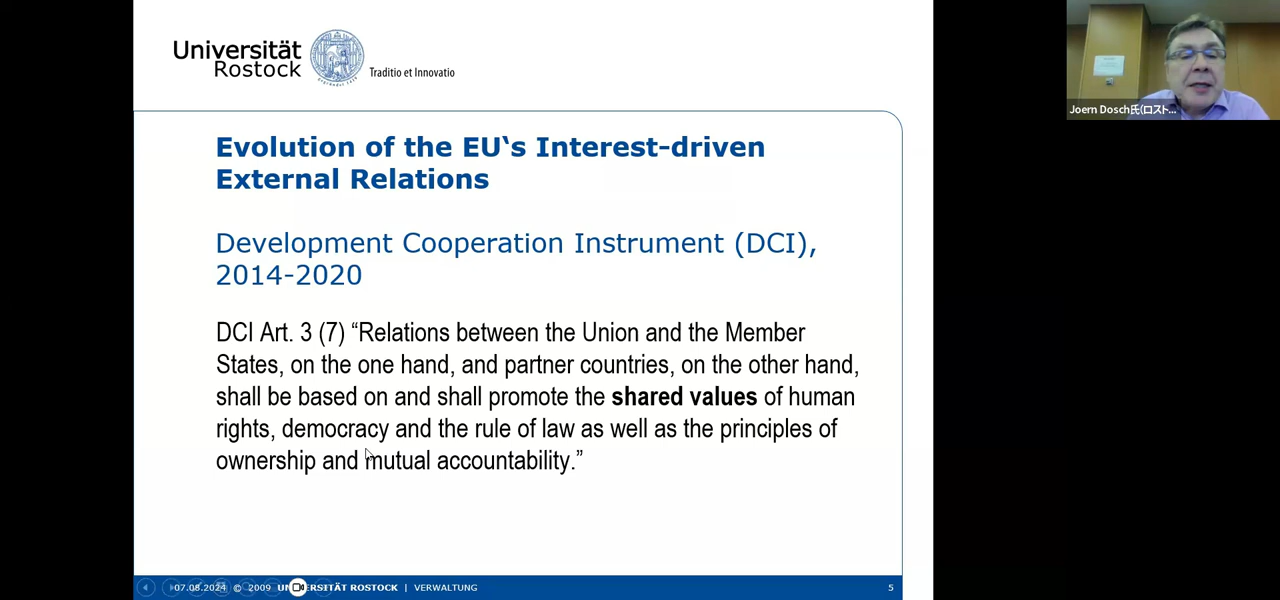 Universität
Rostock
Traditio et Innovatio
Joern Dosch氏(ロスト...
Evolution of the EU‘s Interest-driven
External Relations
Development Cooperation Instrument (DCI),
2014-2020
DCI Art. 3 (7) “Relations between the Union and the Member
States, on the one hand, and partner countries, on the other hand,
shall be based on and shall promote the shared values of human
rights, democracy and the rule of law as well as the principles of
ownership and mutual accountability.”
07.08.2024 © 2009 UNIVERSITÄT ROSTOCK | VERWALTUNG
5